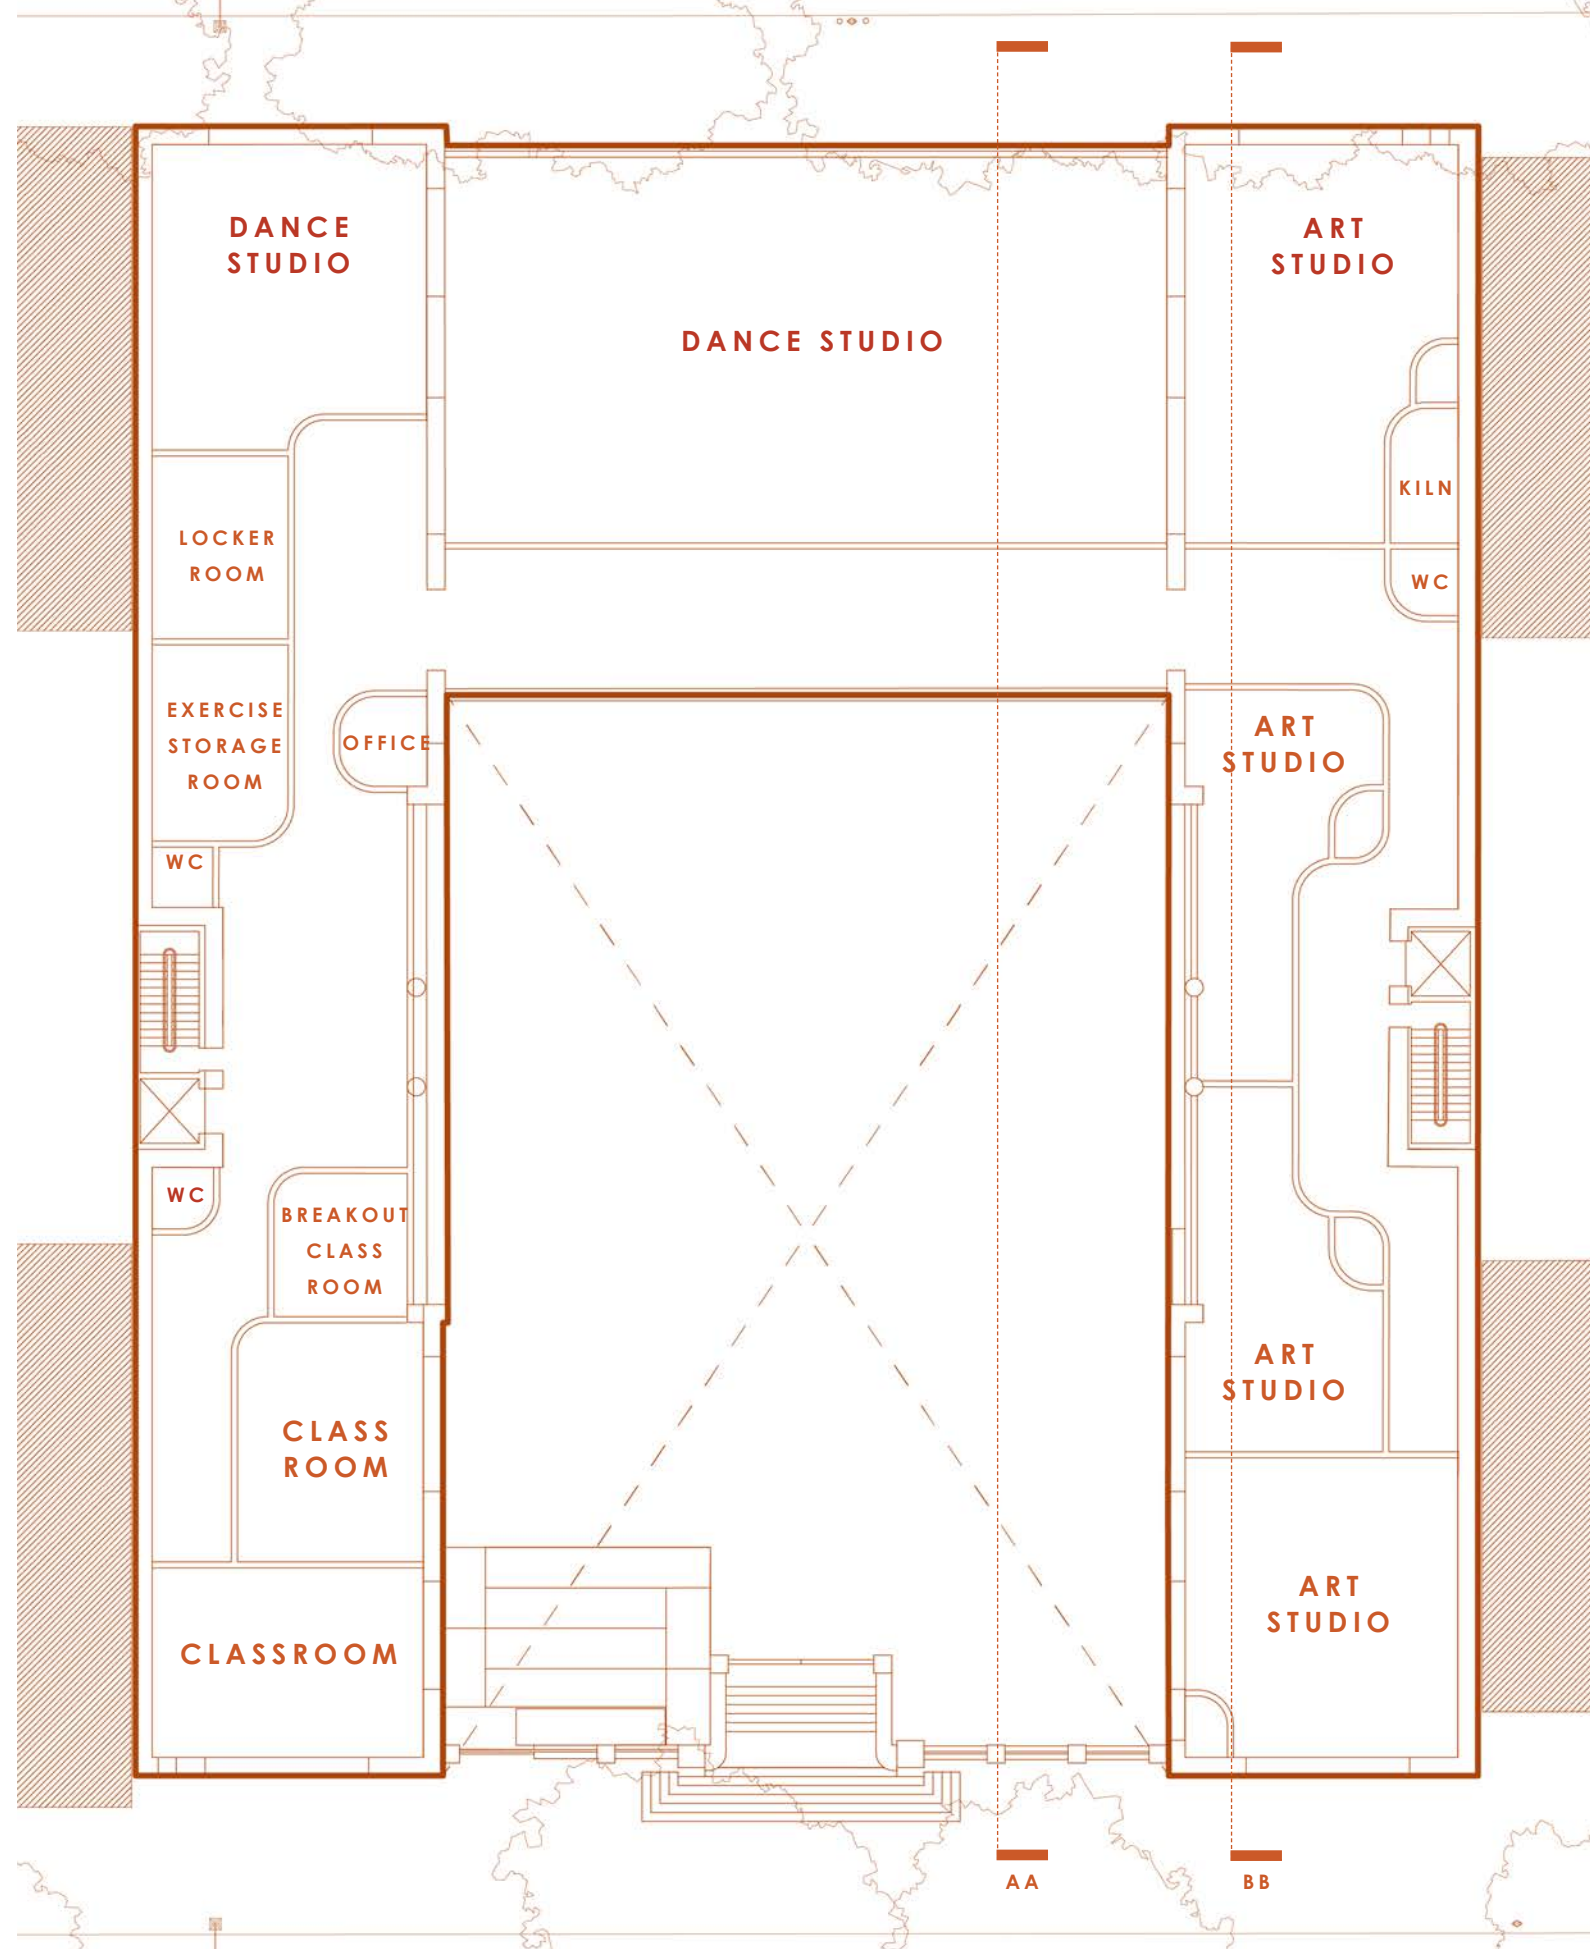 DANCE
STUDIO
ART
STUDIO
DANCE STUDIO
KILN
LOCKER
ROOM
WC
EXERCISE
STORAGE
ROOM
OFFICE
ART
STUDIO
WC
WC
BREAKOUT
CLASS
ROOM
ART
STUDIO
CLASS
ROOM
ART
STUDIO
CLASSROOM
AA
BB